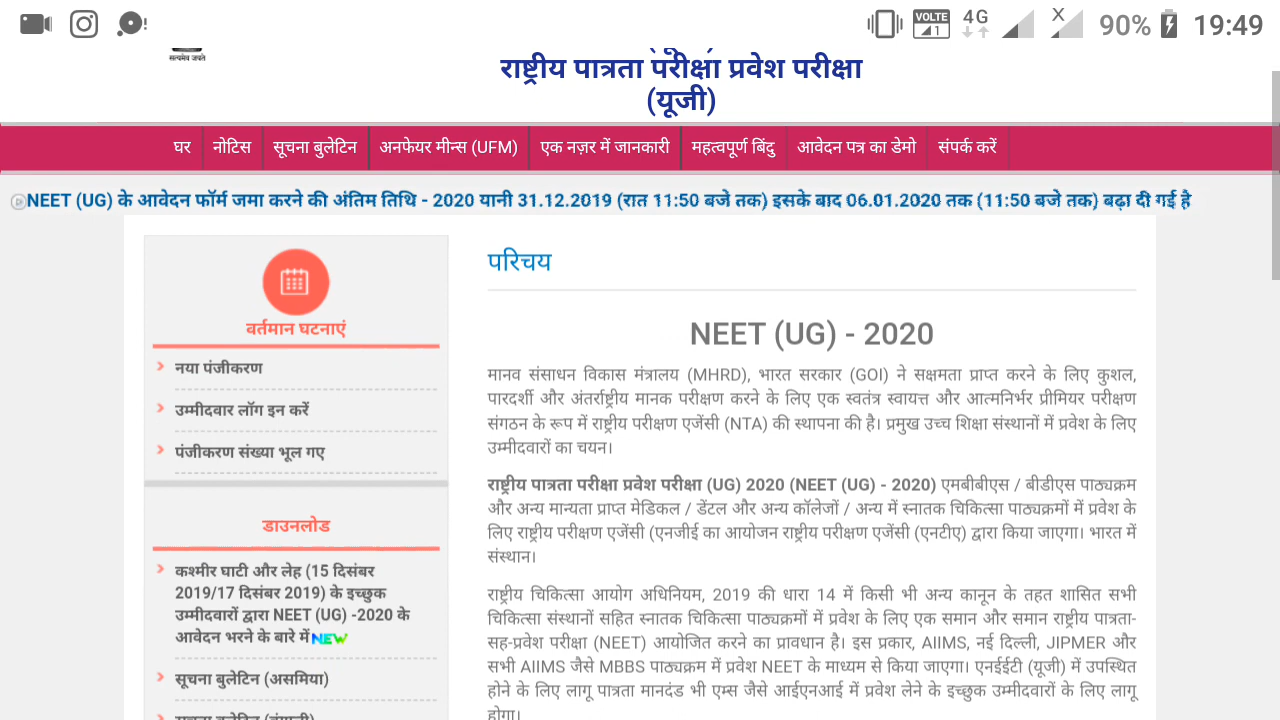 VOLTE
1
4G
X
90%
19:49
सत्यमेव जयते
राष्ट्रीय पात्रता परीक्षा प्रवेश परीक्षा
(यूजी)
घर नोटिस सूचना बुलेटिन अनफेयर मीन्स (UFM) एक नज़र में जानकारी महत्वपूर्ण बिंदु आवेदन पत्र का डेमो संपर्क करें
NEET (UG) के आवेदन फॉर्म जमा करने की अंतिम तिथि - 2020 यानी 31.12.2019 (रात 11:50 बजे तक) इसके बाद 06.01.2020 तक (11:50 बजे तक) बढ़ा दी गई है
बर्तमान घटनाएं
नया पंजीकरण
उम्मीदवार लॉग इन करें
पंजीकरण संख्या भूल गए
डाउनलोड
कश्मीर घाटी और लेह (15 दिसंबर
2019/17 दिसंबर 2019) के इच्छुक
उम्मीदवारों द्वारा NEET (UG) -2020 के
आवेदन भरने के बारे में NEW
सूचना बुलेटिन (असमिया)
परिचय
NEET (UG) - 2020
मानव संसाधन विकास मंत्रालय (MHRD), भारत सरकार (GOI) ने सक्षमता प्राप्त करने के लिए कुशल,
पारदर्शी और अंतर्राष्ट्रीय मानक परीक्षण करने के लिए एक स्वतंत्र स्वायत्त और आत्मनिर्भर प्रीमियर परीक्षण
संगठन के रूप में राष्ट्रीय परीक्षण एजेंसी (NTA) की स्थापना की है। प्रमुख उच्च शिक्षा संस्थानों में प्रवेश के लिए
उम्मीदवारों का चयन।
राष्ट्रीय पात्रता परीक्षा प्रवेश परीक्षा (UG) 2020 (NEET (UG) - 2020) एमबीबीएस / बीडीएस पाठ्यक्रम
और अन्य मान्यता प्राप्त मेडिकल / डेंटल और अन्य कॉलेजों / अन्य में स्नातक चिकित्सा पाठ्यक्रमों में प्रवेश के
लिए राष्ट्रीय परीक्षण एजेंसी (एनजीई का आयोजन राष्ट्रीय परीक्षण एजेंसी (एनटीए) द्वारा किया जाएगा। भारत में
संस्थान।
राष्ट्रीय चिकित्सा आयोग अधिनियम, 2019 की धारा 14 में किसी भी अन्य कानून के तहत शासित सभी
चिकित्सा संस्थानों सहित स्नातक चिकित्सा पाठ्यक्रमों में प्रवेश के लिए एक समान और समान राष्ट्रीय पात्रता-
सह-प्रवेश परीक्षा (NEET) आयोजित करने का प्रावधान है। इस प्रकार, AIIMS, नई दिल्ली, JIPMER और
सभी AIIMS जैसे MBBS पाठ्यक्रम में प्रवेश NEET के माध्यम से किया जाएगा। एनईईटी (यूजी) में उपस्थित
होने के लिए लागू पात्रता मानदंड भी एम्स जैसे आईएनआई में प्रवेश लेने के इच्छुक उम्मीदवारों के लिए लागू
होगा।